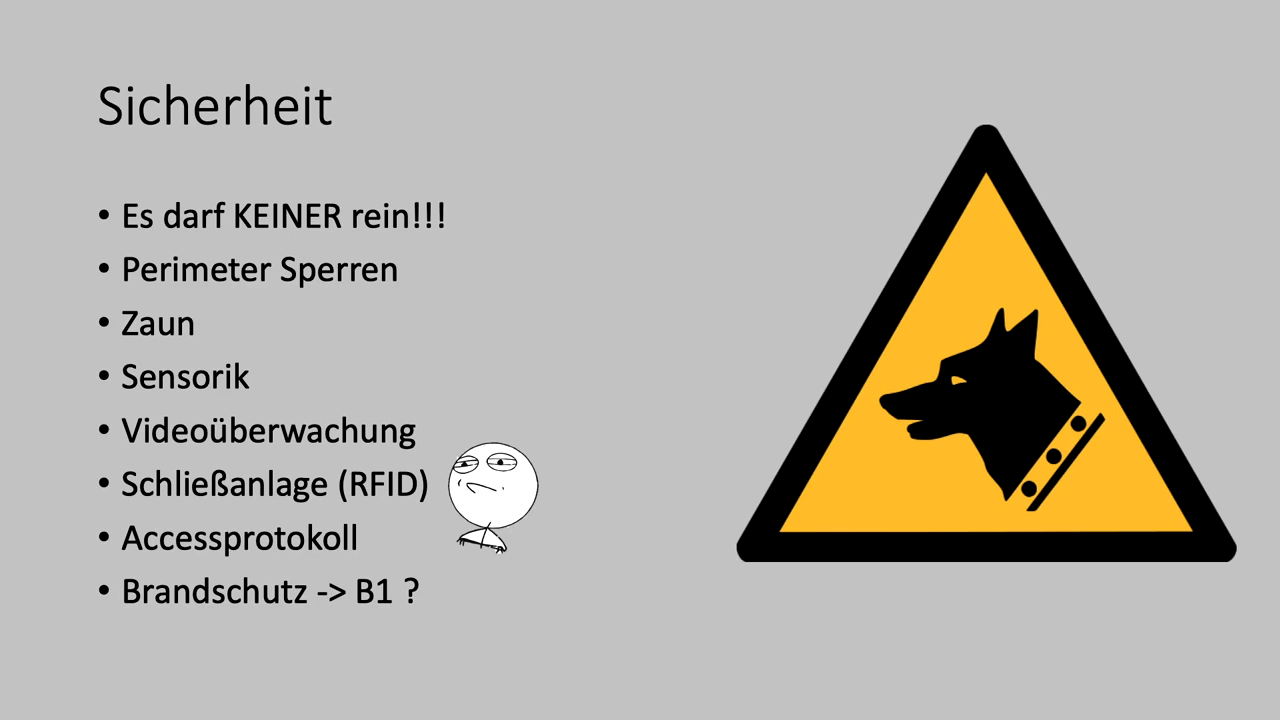 Sicherheit
• Es darf KEINER rein!!!
• Perimeter Sperren
• Zaun
• Sensorik
• Videoüberwachung
• Schließanlage (RFID)
• Accessprotokoll
• Brandschutz -> B1 ?